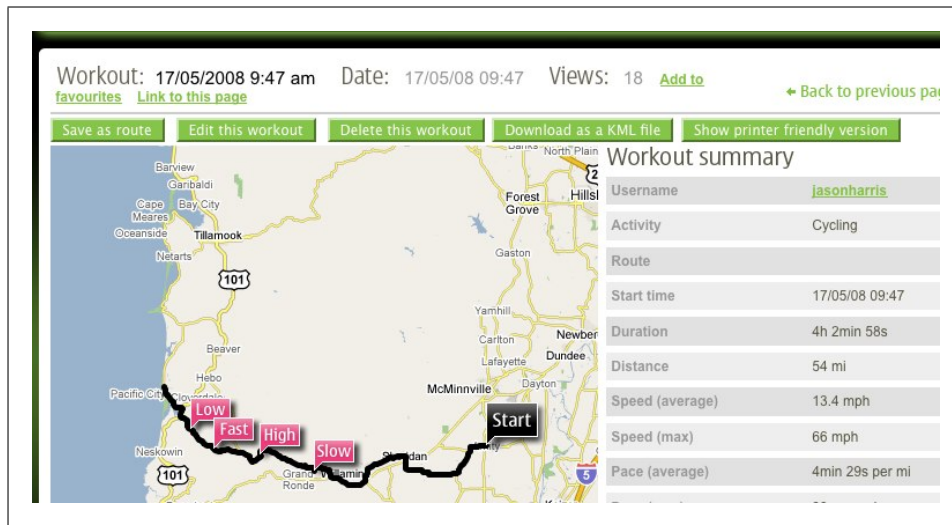 Workout: 17/05/2008 9:47 am Date: 17/05/08 09:47 Views: 18 Add to
favourites Link to this page
Back to previous pag
Save as route Edit this workout Delete this workout Download as a KML file Show printer friendly version
Workout summary
Username jasonharris
Activity Cycling
Route
Start time 17/05/08 09:47
Duration 4h 2min 58s
Distance 54 mi
Speed (average) 13.4 mph
Speed (max) 66 mph
Pace (average) 4min 29s per mi
Banks North Plain
Barview
Garibaldi
Cape Meares
Bay City
Oceanside
Tillamook
Netarts
Forest Grove
Hills
Gaston
101
Yamhill
Carlton
Newber
Beaver
Lafayette
Dundee
Hebo
McMinnville
Dayton
Pacific City
Cloverdale
Low
Fast
High
Slow
Start
Neskowin
101
Grand Ronde
5